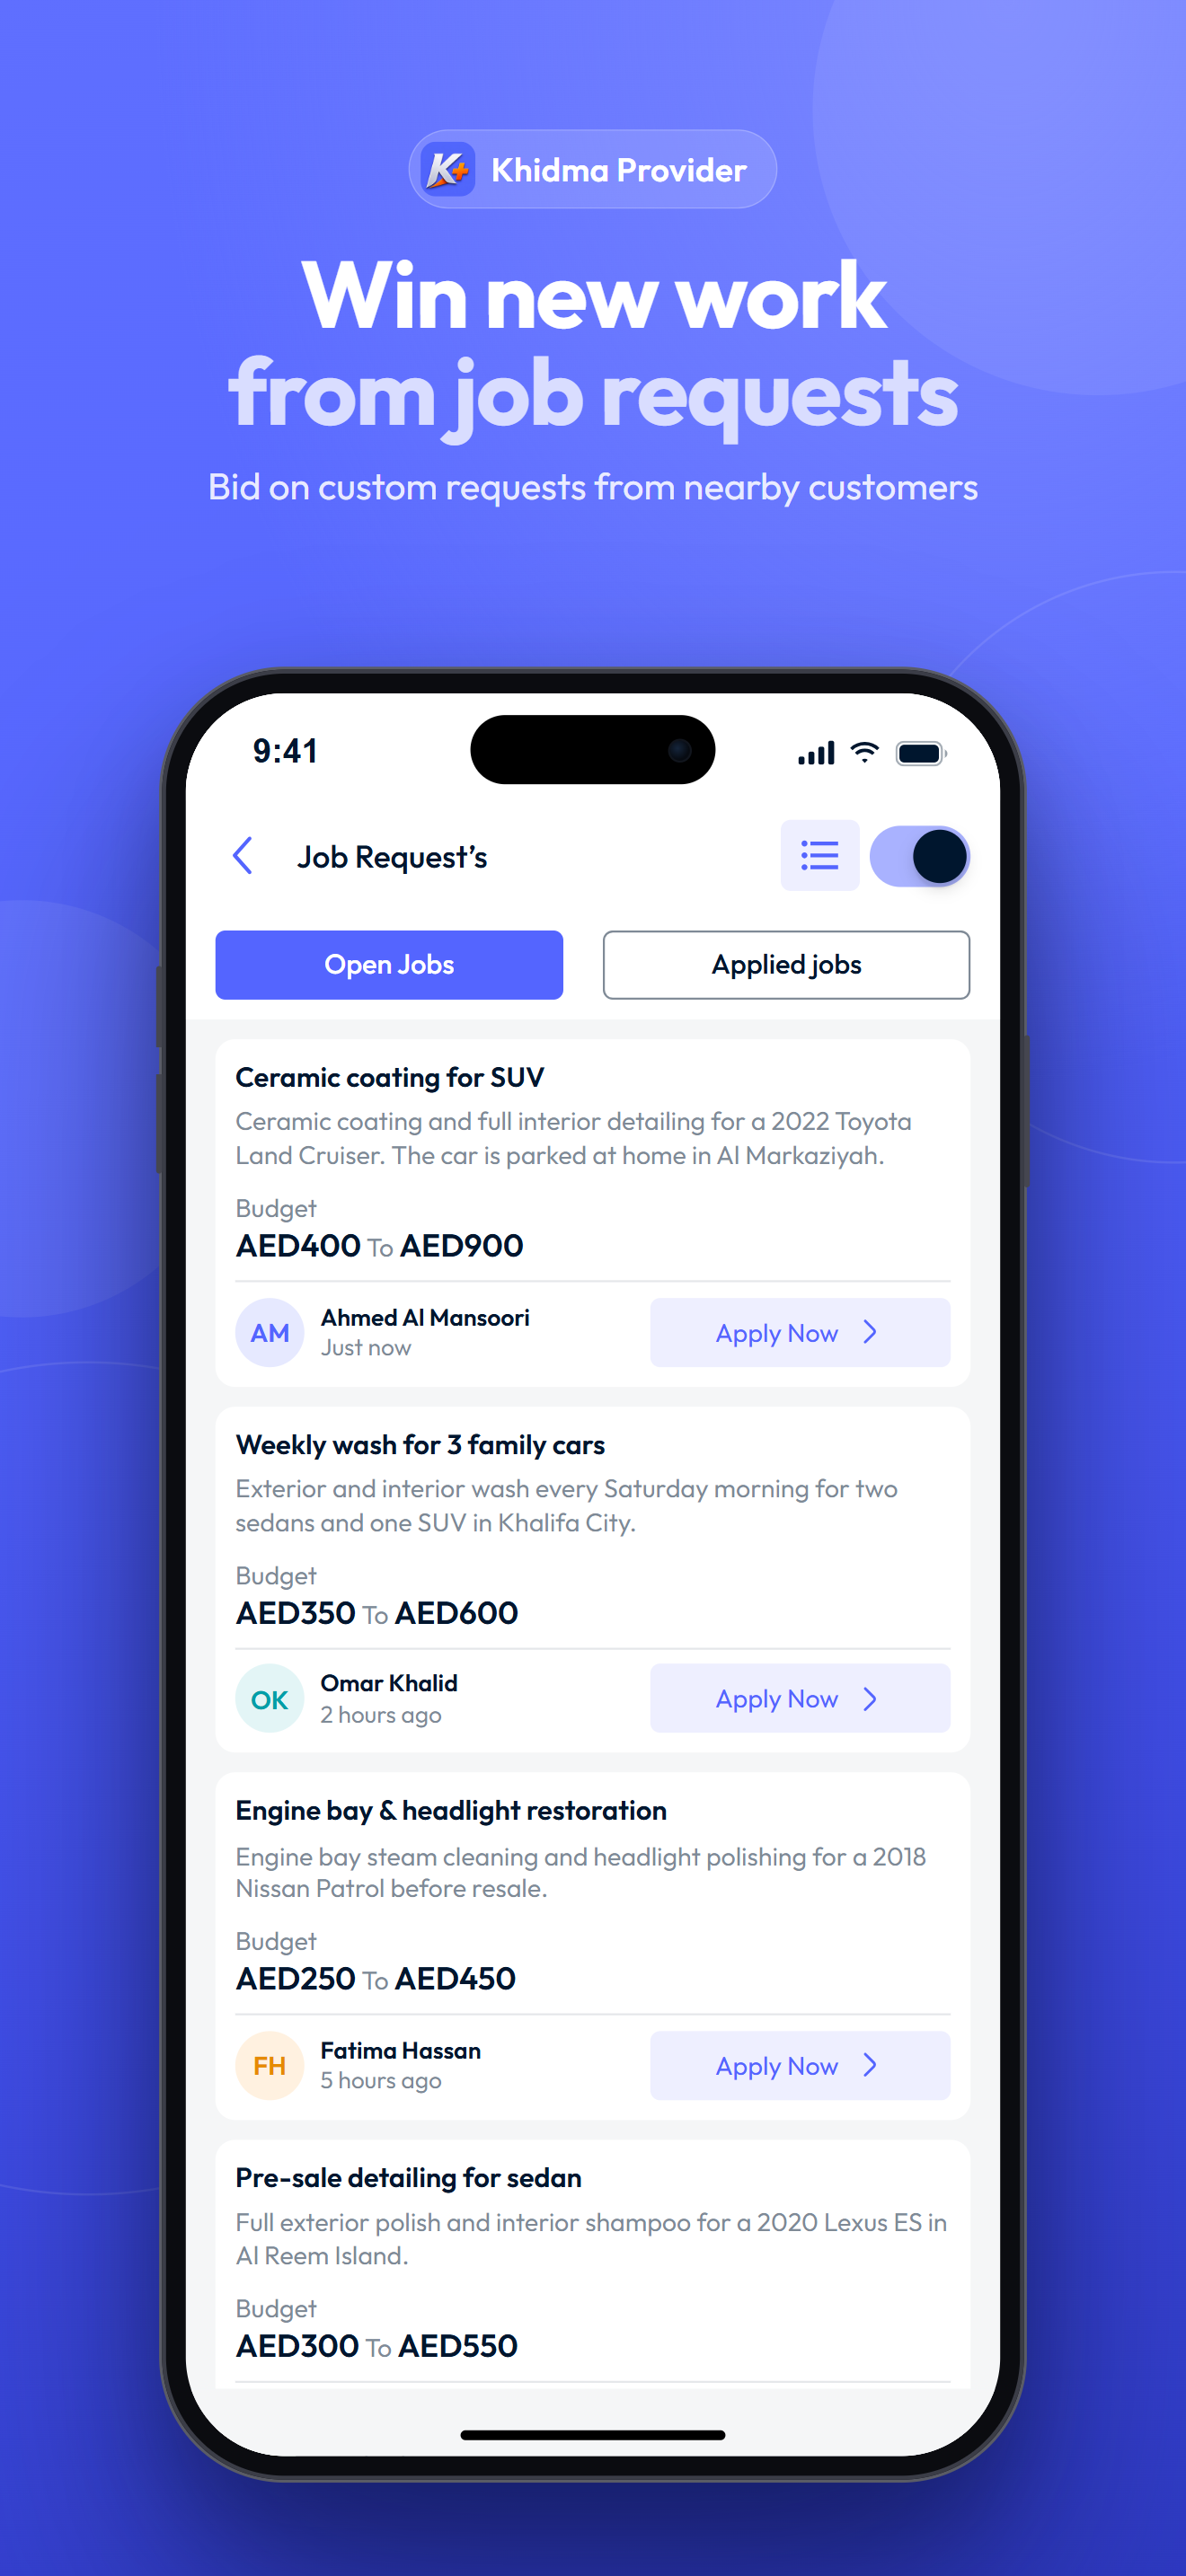 K+ Khidma Provider
Win new work
from job requests
Bid on custom requests from nearby customers
9:41
Job Request’s
Open Jobs
Applied jobs
Ceramic coating for SUV
Ceramic coating and full interior detailing for a 2022 Toyota
Land Cruiser. The car is parked at home in Al Markaziyah.
Budget
AED400 To AED900
AM
Ahmed Al Mansoori
Just now
Apply Now
Weekly wash for 3 family cars
Exterior and interior wash every Saturday morning for two
sedans and one SUV in Khalifa City.
Budget
AED350 To AED600
OK
Omar Khalid
2 hours ago
Apply Now
Engine bay & headlight restoration
Engine bay steam cleaning and headlight polishing for a 2018
Nissan Patrol before resale.
Budget
AED250 To AED450
FH
Fatima Hassan
5 hours ago
Apply Now
Pre-sale detailing for sedan
Full exterior polish and interior shampoo for a 2020 Lexus ES in
Al Reem Island.
Budget
AED300 To AED550